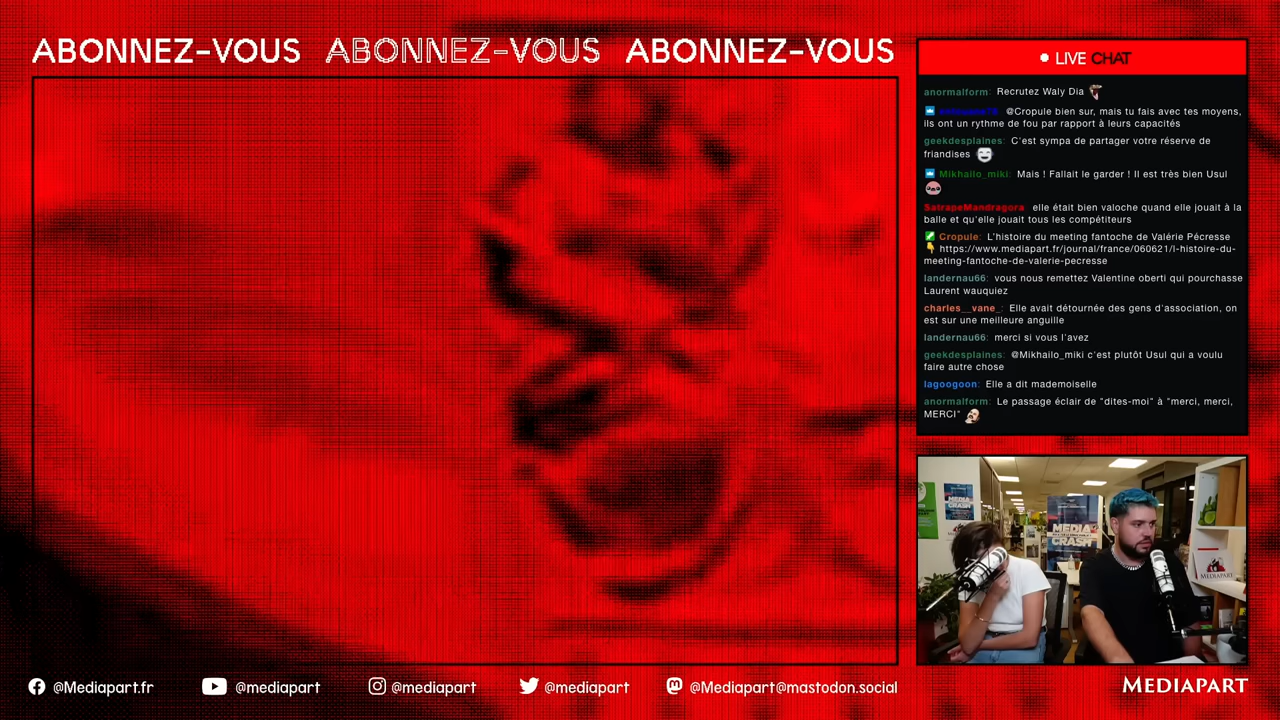 ABONNEZ-VOUS ABONNEZ-VOUS ABONNEZ-VOUS
LIVE CHAT
anormalform: Recrutez Waly Dia
@Cropule bien sur, mais tu fais avec tes moyens,
ils ont un rythme de fou par rapport à leurs capacités
geekdesplaines: C'est sympa de partager votre réserve de
friandises
Mikhailo_miki: Mais ! Fallait le garder ! Il est très bien Usul
SatrapeMandragora: elle était bien valoche quand elle jouait à la
balle et qu'elle jouait tous les compétiteurs
Cropule: L'histoire du meeting fantoche de Valérie Pécresse
https://www.mediapart.fr/journal/france/060621/l-histoire-du-
meeting-fantoche-de-valerie-pecresse
landernau66: vous nous remettez Valentine oberti qui pourchasse
Laurent wauquiez
charles__vane_: Elle avait détournée des gens d'association, on
est sur une meilleure anguille
landernau66: merci si vous l'avez
geekdesplaines: @Mikhailo_miki c'est plutôt Usul qui a voulu
faire autre chose
lagoogoon: Elle a dit mademoiselle
anormalform: Le passage éclair de "dites-moi" à "merci, merci,
MERCI"
MEDIA
CRASH
MEDIA
CRASH
MEDIAPART
@Mediapart.fr @mediapart @mediapart @mediapart @Mediapart@mastodon.social
MEDIAPART